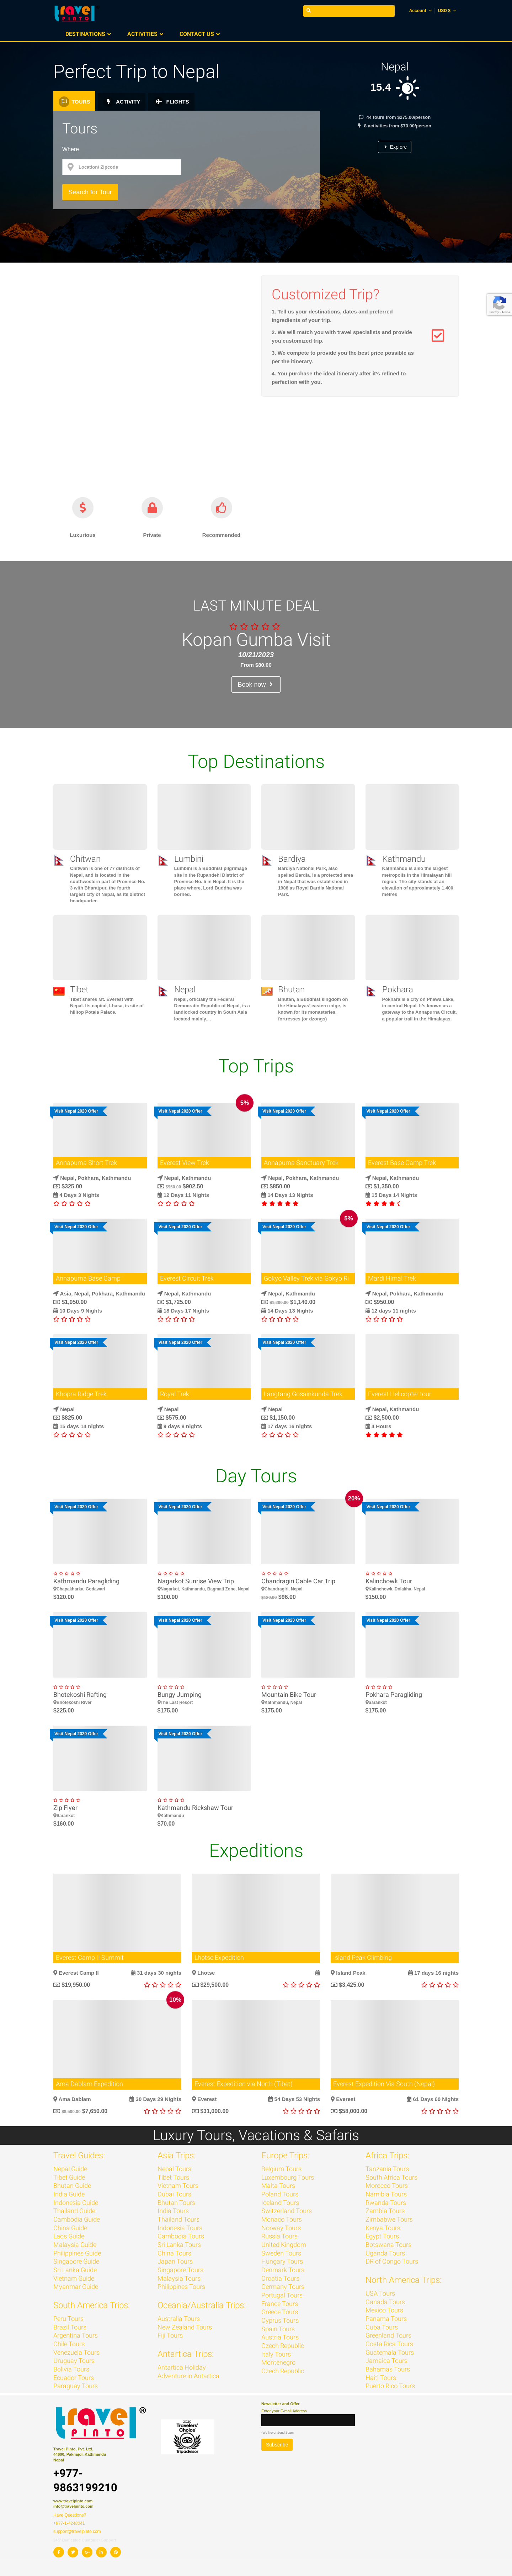 travel PINTO
Account
USD $
DESTINATIONS
ACTIVITIES
CONTACT US
Perfect Trip to Nepal
TOURS
ACTIVITY
FLIGHTS
Tours
Where
Location/ Zipcode
Search for Tour
Nepal
15.4
44 tours from $275.00/person
8 activities from $70.00/person
Explore
Customized Trip?
1. Tell us your destinations, dates and preferred
ingredients of your trip.
2. We will match you with travel specialists and provide
you customized trip.
3. We compete to provide you the best price possible as
per the itinerary.
4. You purchase the ideal itinerary after it's refined to
perfection with you.
Privacy - Terms
Luxurious
Private
Recommended
LAST MINUTE DEAL
Kopan Gumba Visit
10/21/2023
From $80.00
Book now
Top Destinations
Chitwan
Chitwan is one of 77 districts of
Nepal, and is located in the
southwestern part of Province No.
3 with Bharatpur, the fourth
largest city of Nepal, as its district
headquarter.
Lumbini
Lumbini is a Buddhist pilgrimage
site in the Rupandehi District of
Province No. 5 in Nepal. It is the
place where, Lord Buddha was
borned.
Bardiya
Bardiya National Park, also
spelled Bardia, is a protected area
in Nepal that was established in
1988 as Royal Bardia National
Park.
Kathmandu
Kathmandu is also the largest
metropolis in the Himalayan hill
region. The city stands at an
elevation of approximately 1,400
metres
Tibet
Tibet shares Mt. Everest with
Nepal. Its capital, Lhasa, is site of
hilltop Potala Palace.
Nepal
Nepal, officially the Federal
Democratic Republic of Nepal, is a
landlocked country in South Asia
located mainly...
Bhutan
Bhutan, a Buddhist kingdom on
the Himalayas' eastern edge, is
known for its monasteries,
fortresses (or dzongs)
Pokhara
Pokhara is a city on Phewa Lake,
in central Nepal. It's known as a
gateway to the Annapurna Circuit,
a popular trail in the Himalayas.
Top Trips
Visit Nepal 2020 Offer
Annapurna Short Trek
Nepal, Pokhara, Kathmandu
$325.00
4 Days 3 Nights
Visit Nepal 2020 Offer
5%
Everest View Trek
Nepal, Kathmandu
$950.00 $902.50
12 Days 11 Nights
Visit Nepal 2020 Offer
Annapurna Sanctuary Trek
Nepal, Pokhara, Kathmandu
$850.00
14 Days 13 Nights
Visit Nepal 2020 Offer
Everest Base Camp Trek
Nepal, Kathmandu
$1,350.00
15 Days 14 Nights
Visit Nepal 2020 Offer
Annapurna Base Camp
Asia, Nepal, Pokhara, Kathmandu
$1,050.00
10 Days 9 Nights
Visit Nepal 2020 Offer
Everest Circuit Trek
Nepal, Kathmandu
$1,725.00
18 Days 17 Nights
Visit Nepal 2020 Offer
5%
Gokyo Valley Trek via Gokyo Ri
Nepal, Kathmandu
$1,200.00 $1,140.00
14 Days 13 Nights
Visit Nepal 2020 Offer
Mardi Himal Trek
Nepal, Pokhara, Kathmandu
$950.00
12 days 11 nights
Visit Nepal 2020 Offer
Khopra Ridge Trek
Nepal
$825.00
15 days 14 nights
Visit Nepal 2020 Offer
Royal Trek
Nepal
$575.00
9 days 8 nights
Visit Nepal 2020 Offer
Langtang Gosainkunda Trek
Nepal
$1,150.00
17 days 16 nights
Everest Helicopter tour
Nepal, Kathmandu
$2,500.00
4 Hours
Day Tours
Visit Nepal 2020 Offer
Kathmandu Paragliding
Chapakharka, Godawari
$120.00
Visit Nepal 2020 Offer
Nagarkot Sunrise View Trip
Nagarkot, Kathmandu, Bagmati Zone, Nepal
$100.00
Visit Nepal 2020 Offer
20%
Chandragiri Cable Car Trip
Chandragiri, Nepal
$120.00 $96.00
Visit Nepal 2020 Offer
Kalinchowk Tour
Kalinchowk, Dolakha, Nepal
$150.00
Visit Nepal 2020 Offer
Bhotekoshi Rafting
Bhotekoshi River
$225.00
Visit Nepal 2020 Offer
Bungy Jumping
The Last Resort
$175.00
Visit Nepal 2020 Offer
Mountain Bike Tour
Kathmandu, Nepal
$175.00
Visit Nepal 2020 Offer
Pokhara Paragliding
Sarankot
$175.00
Visit Nepal 2020 Offer
Zip Flyer
Sarankot
$160.00
Visit Nepal 2020 Offer
Kathmandu Rickshaw Tour
Kathmandu
$70.00
Expeditions
Everest Camp II Summit
Everest Camp II
31 days 30 nights
$19,950.00
Lhotse Expedition
Lhotse
$29,500.00
Island Peak Climbing
Island Peak
17 days 16 nights
$3,425.00
10%
Ama Dablam Expedition
Ama Dablam
30 Days 29 Nights
$8,500.00 $7,650.00
Everest Expedition via North (Tibet)
Everest
54 Days 53 Nights
$31,000.00
Everest Expedition Via South (Nepal)
Everest
61 Days 60 Nights
$58,000.00
Luxury Tours, Vacations & Safaris
Travel Guides:
Nepal Guide
Tibet Guide
Bhutan Guide
India Guide
Indonesia Guide
Thailand Guide
Cambodia Guide
China Guide
Laos Guide
Malaysia Guide
Philippines Guide
Singapore Guide
Sri Lanka Guide
Vietnam Guide
Myanmar Guide
South America Trips:
Peru Tours
Brazil Tours
Argentina Tours
Chile Tours
Venezuela Tours
Uruguay Tours
Bolivia Tours
Ecuador Tours
Paraguay Tours
Asia Trips:
Nepal Tours
Tibet Tours
Vietnam Tours
Dubai Tours
Bhutan Tours
India Tours
Thailand Tours
Indonesia Tours
Cambodia Tours
Sri Lanka Tours
China Tours
Japan Tours
Singapore Tours
Malaysia Tours
Philippines Tours
Oceania/Australia Trips:
Australia Tours
New Zealand Tours
Fiji Tours
Antartica Trips:
Antartica Holiday
Adventure in Antartica
Europe Trips:
Belgium Tours
Luxembourg Tours
Malta Tours
Poland Tours
Iceland Tours
Switzerland Tours
Monaco Tours
Norway Tours
Russia Tours
United Kingdom
Sweden Tours
Hungary Tours
Denmark Tours
Croatia Tours
Germany Tours
Portugal Tours
France Tours
Greece Tours
Cyprus Tours
Spain Tours
Austria Tours
Czech Republic
Italy Tours
Montenegro
Czech Republic
Africa Trips:
Tanzania Tours
South Africa Tours
Morocco Tours
Namibia Tours
Rwanda Tours
Zambia Tours
Zimbabwe Tours
Kenya Tours
Egypt Tours
Botswana Tours
Uganda Tours
DR of Congo Tours
North America Trips:
USA Tours
Canada Tours
Mexico Tours
Panama Tours
Cuba Tours
Greenland Tours
Costa Rica Tours
Guatemala Tours
Jamaica Tours
Bahamas Tours
Haiti Tours
Puerto Rico Tours
travel PINTO ®
Travel Pinto, Pvt. Ltd.
44600, Paknajol, Kathmandu
Nepal
+977-
9863199210
www.travelpinto.com
info@travelpinto.com
Have Questions?
support@travelpinto.com
Travelers'
Choice
Tripadvisor
Newsletter and Offer
Enter your E-mail Address
*We Never Send Spam
Subscribe